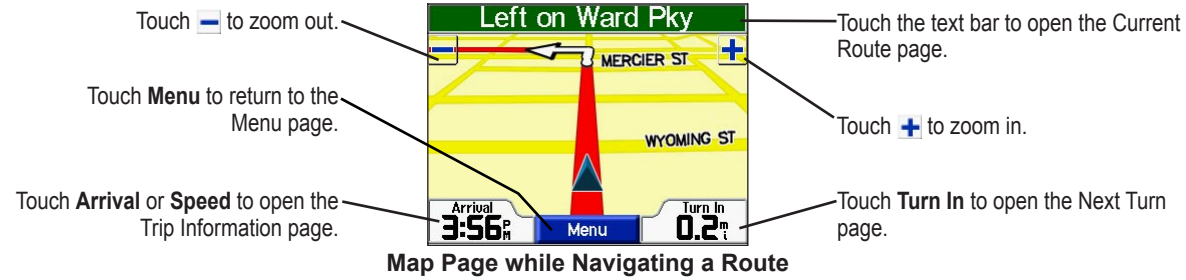 Touch − to zoom out.
Touch Menu to return to the
Menu page.
Touch Arrival or Speed to open the
Trip Information page.
Left on Ward Pky
MERCIER ST
WYOMING ST
Arrival
3:56PM
Menu
Turn In
0.2mi
Touch the text bar to open the Current
Route page.
Touch + to zoom in.
Touch Turn In to open the Next Turn
page.
Map Page while Navigating a Route